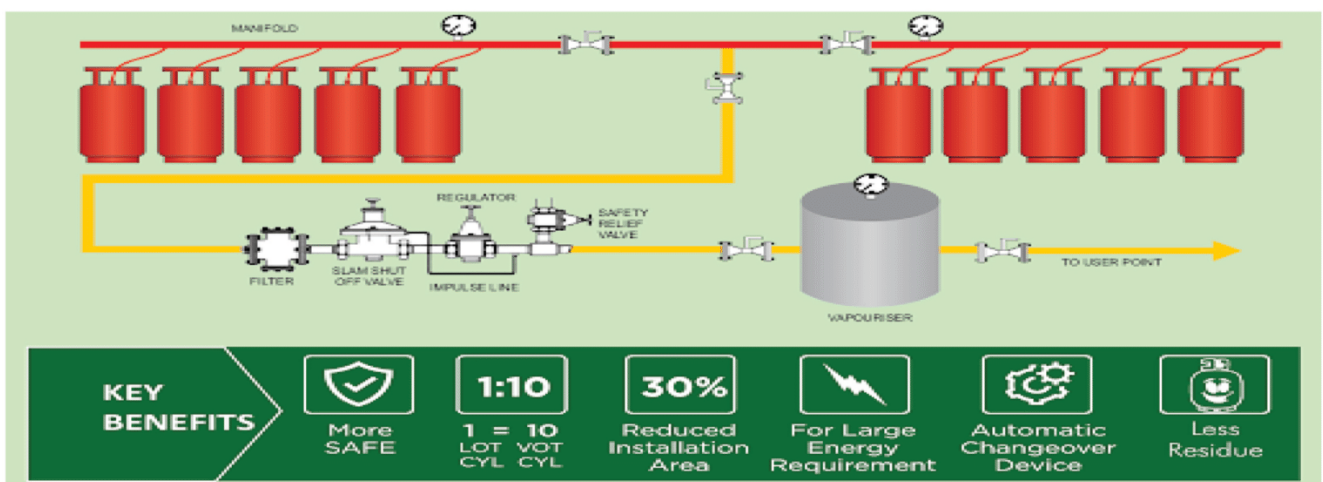 MANIFOLD
REGULATOR
SAFETY
RELIEF
VALVE
FILTER
SLAM SHUT
OFF VALVE
IMPULSE LINE
TO USER POINT
VAPOURISER
KEY
BENEFITS
More
SAFE
1:10
1 = 10
LOT VOT
CYL CYL
30%
Reduced
Installation
Area
For Large
Energy
Requirement
Automatic
Changeover
Device
Less
Residue